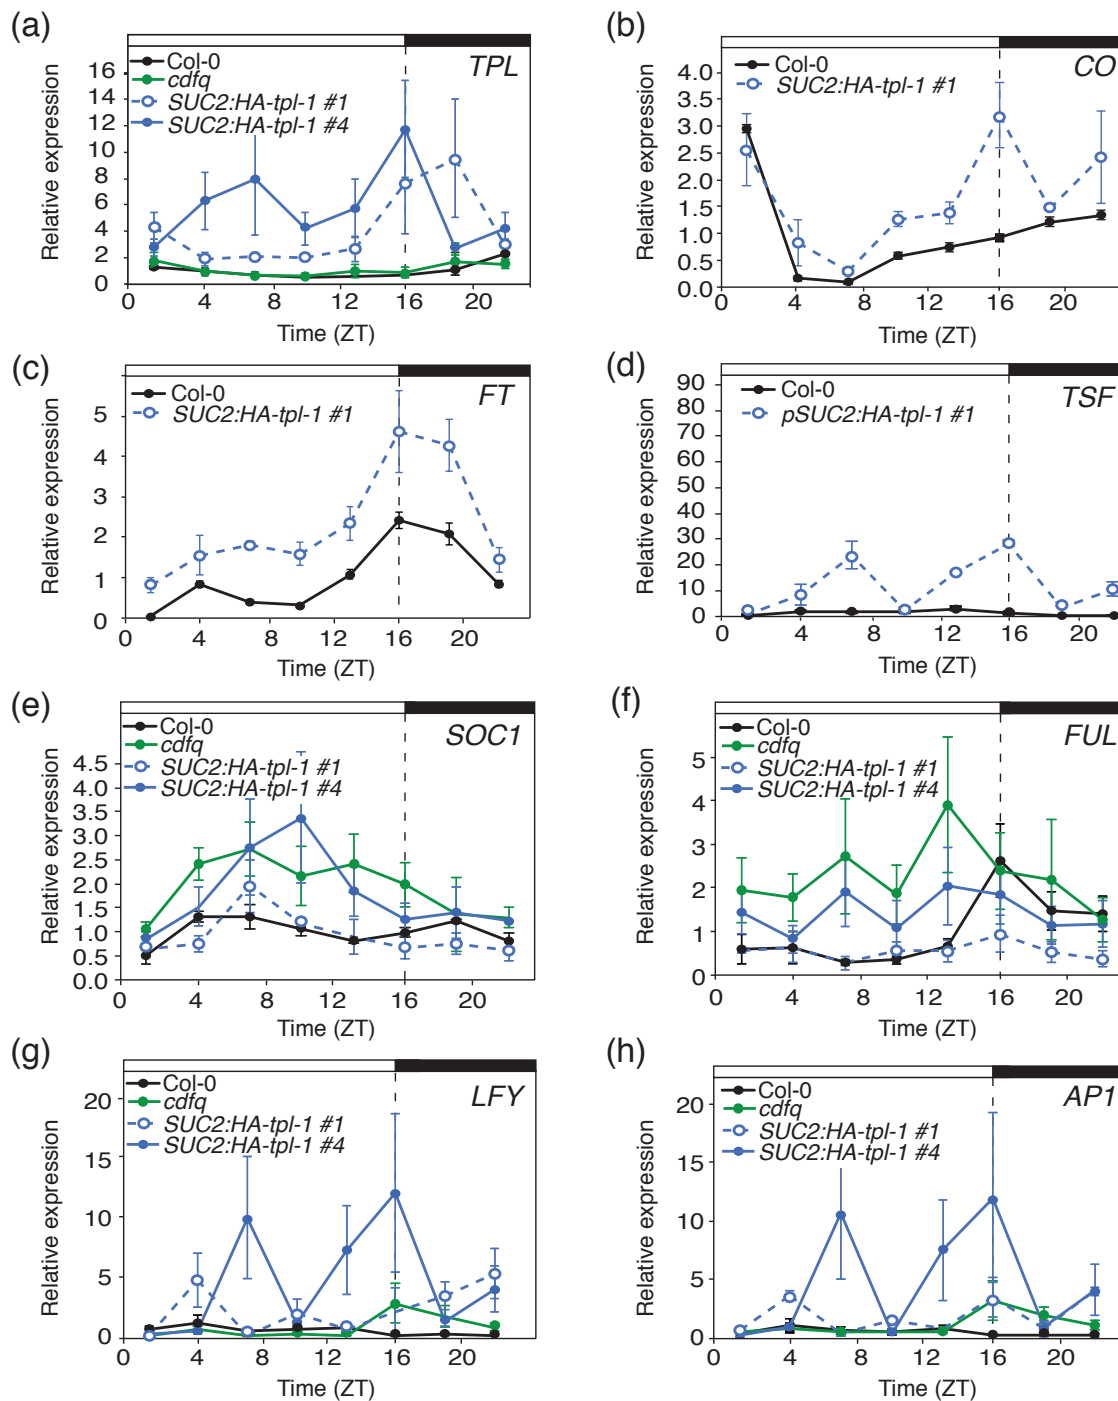 (a)
Relative expression
16
14
12
10
8
6
4
2
0
Col-0
cdfq
SUC2:HA-tpl-1 #1
SUC2:HA-tpl-1 #4
TPL
0 4 8 12 16 20
Time (ZT)
(b)
Relative expression
4.0
3.5
3.0
2.5
2.0
1.5
1.0
0.5
0.0
Col-0
SUC2:HA-tpl-1 #1
CO
0 4 8 12 16 20
Time (ZT)
(c)
Relative expression
5
4
3
2
1
0
Col-0
SUC2:HA-tpl-1 #1
FT
0 4 8 12 16 20
Time (ZT)
(d)
Relative expression
90
80
70
60
50
40
30
20
10
0
Col-0
pSUC2:HA-tpl-1 #1
TSF
0 4 8 12 16 20
Time (ZT)
(e)
Relative expression
4.5
4.0
3.5
3.0
2.5
2.0
1.5
1.0
0.5
0.0
Col-0
cdfq
SUC2:HA-tpl-1 #1
SUC2:HA-tpl-1 #4
SOC1
0 4 8 12 16 20
Time (ZT)
(f)
Relative expression
5
4
3
2
1
0
Col-0
cdfq
SUC2:HA-tpl-1 #1
SUC2:HA-tpl-1 #4
FUL
0 4 8 12 16 20
Time (ZT)
(g)
Relative expression
20
15
10
5
0
Col-0
cdfq
SUC2:HA-tpl-1 #1
SUC2:HA-tpl-1 #4
LFY
0 4 8 12 16 20
Time (ZT)
(h)
Relative expression
20
15
10
5
0
Col-0
cdfq
SUC2:HA-tpl-1 #1
SUC2:HA-tpl-1 #4
AP1
0 4 8 12 16 20
Time (ZT)